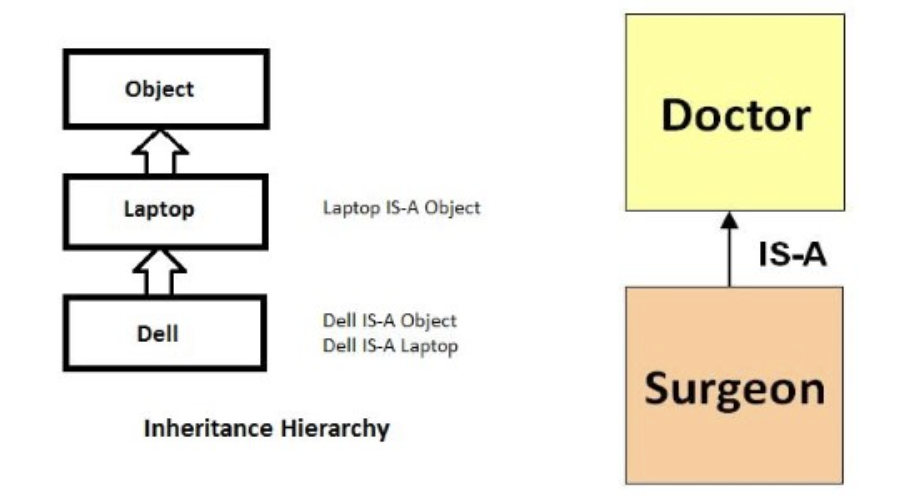 Object
Laptop
Laptop IS-A Object
Dell
Dell IS-A Object
Dell IS-A Laptop
Inheritance Hierarchy
Doctor
IS-A
Surgeon